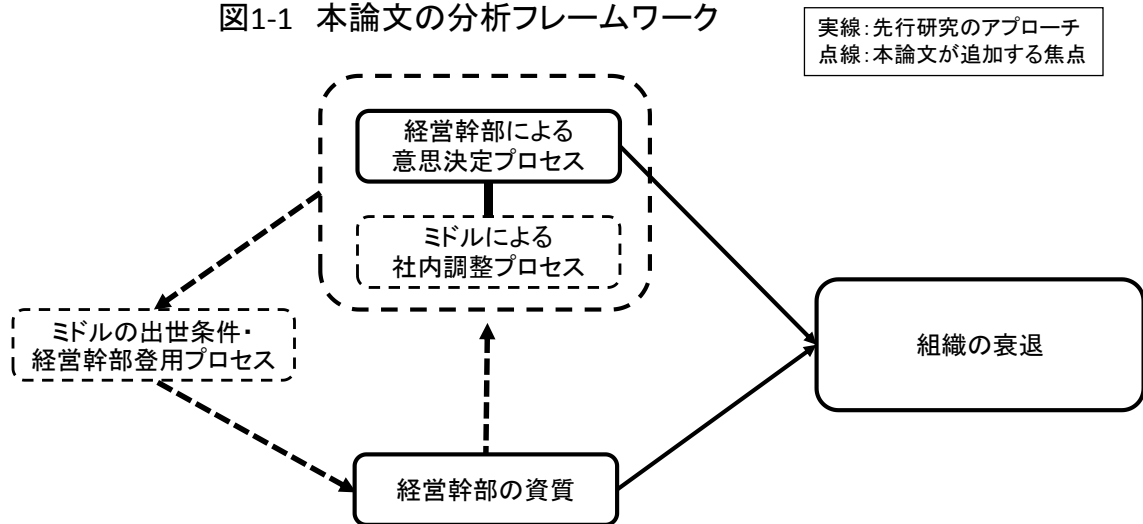 図1-1 本論文の分析フレームワーク
実線：先行研究のアプローチ
点線：本論文が追加する焦点
経営幹部による
意思決定プロセス
ミドルによる
社内調整プロセス
ミドルの出世条件・
経営幹部登用プロセス
組織の衰退
経営幹部の資質